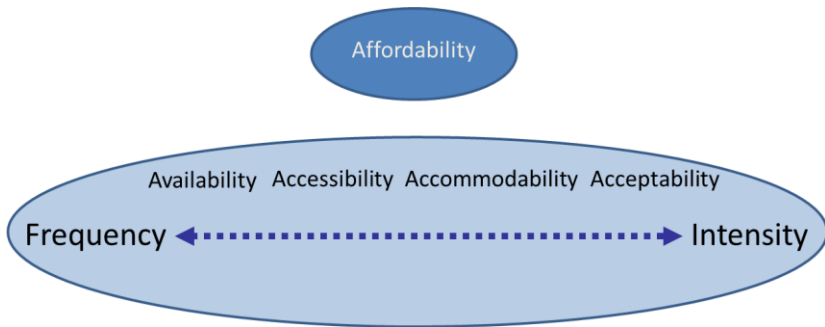 Affordability
Availability Accessibility Accommodability Acceptability
Frequency Intensity